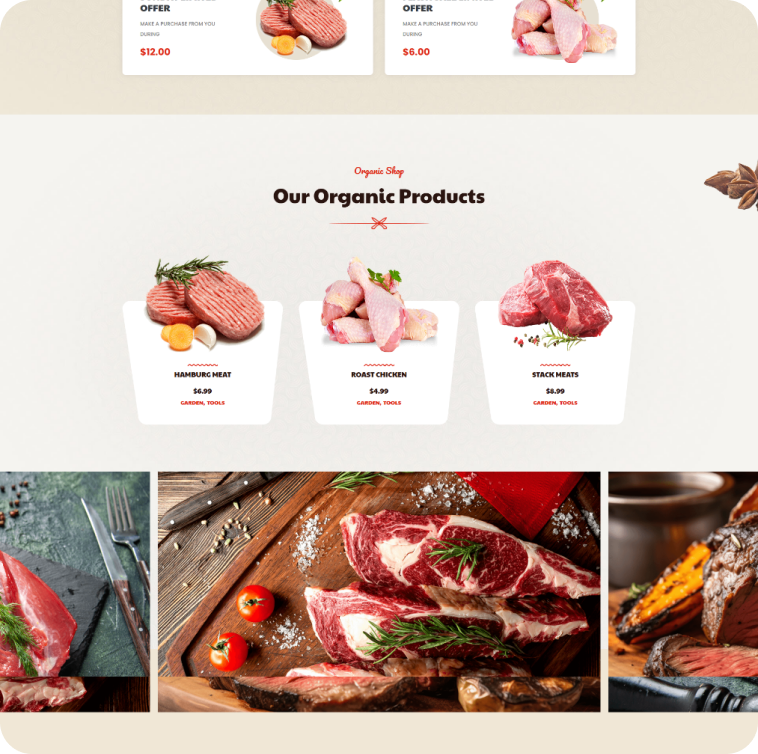 OFFER
MAKE A PURCHASE FROM YOU
DURING
$12.00
OFFER
MAKE A PURCHASE FROM YOU
DURING
$6.00
Organic Shop
Our Organic Products
HAMBURG MEAT
$6.99
GARDEN, TOOLS
ROAST CHICKEN
$4.99
GARDEN, TOOLS
STACK MEATS
$8.99
GARDEN, TOOLS